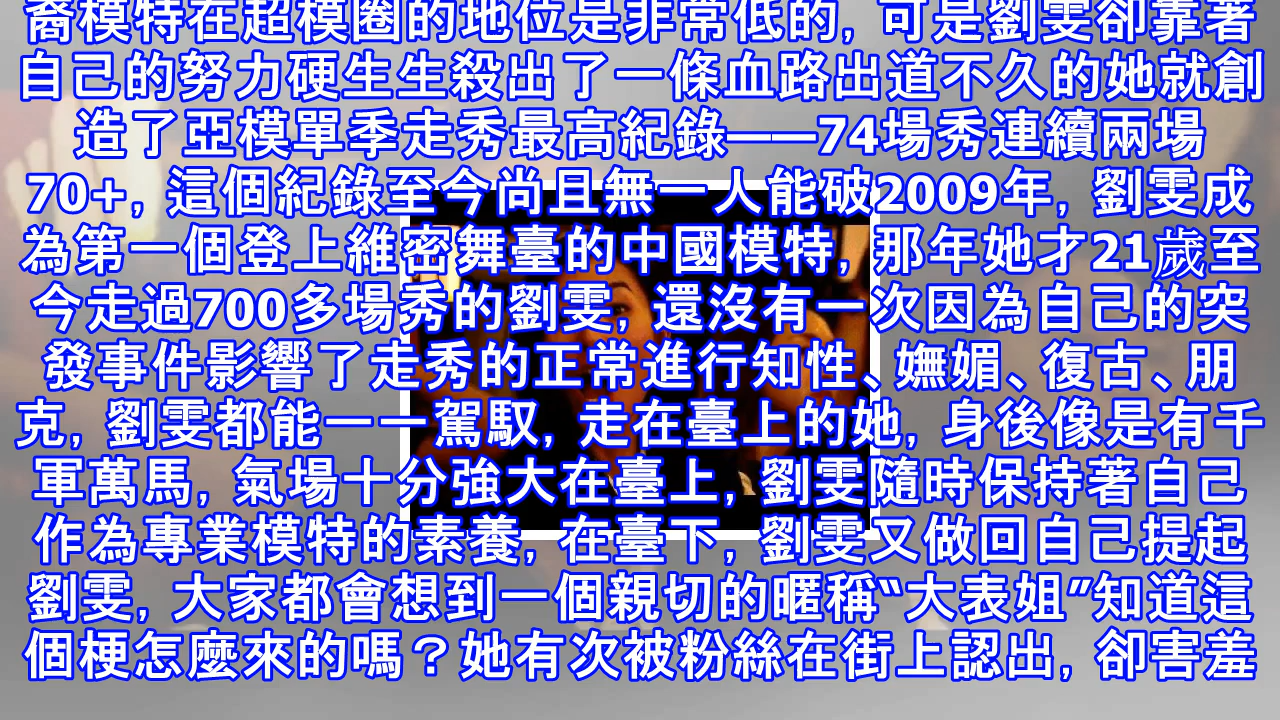 裔模特在超模圈的地位是非常低的, 可是劉雯卻靠著
自己的努力硬生生殺出了一條血路出道不久的她就創
造了亞模單季走秀最高紀錄——74場秀連續兩場
70+, 這個紀錄至今尚且無一人能破2009年, 劉雯成
為第一個登上維密舞臺的中國模特, 那年她才21歲至
今走過700多場秀的劉雯, 還沒有一次因為自己的突
發事件影響了走秀的正常進行知性、嫵媚、復古、朋
克, 劉雯都能一一駕馭, 走在臺上的她, 身後像是有千
軍萬馬, 氣場十分強大在臺上, 劉雯隨時保持著自己
作為專業模特的素養, 在臺下, 劉雯又做回自己提起
劉雯, 大家都會想到一個親切的暱稱“大表姐”知道這
個梗怎麼來的嗎？她有次被粉絲在街上認出, 卻害羞